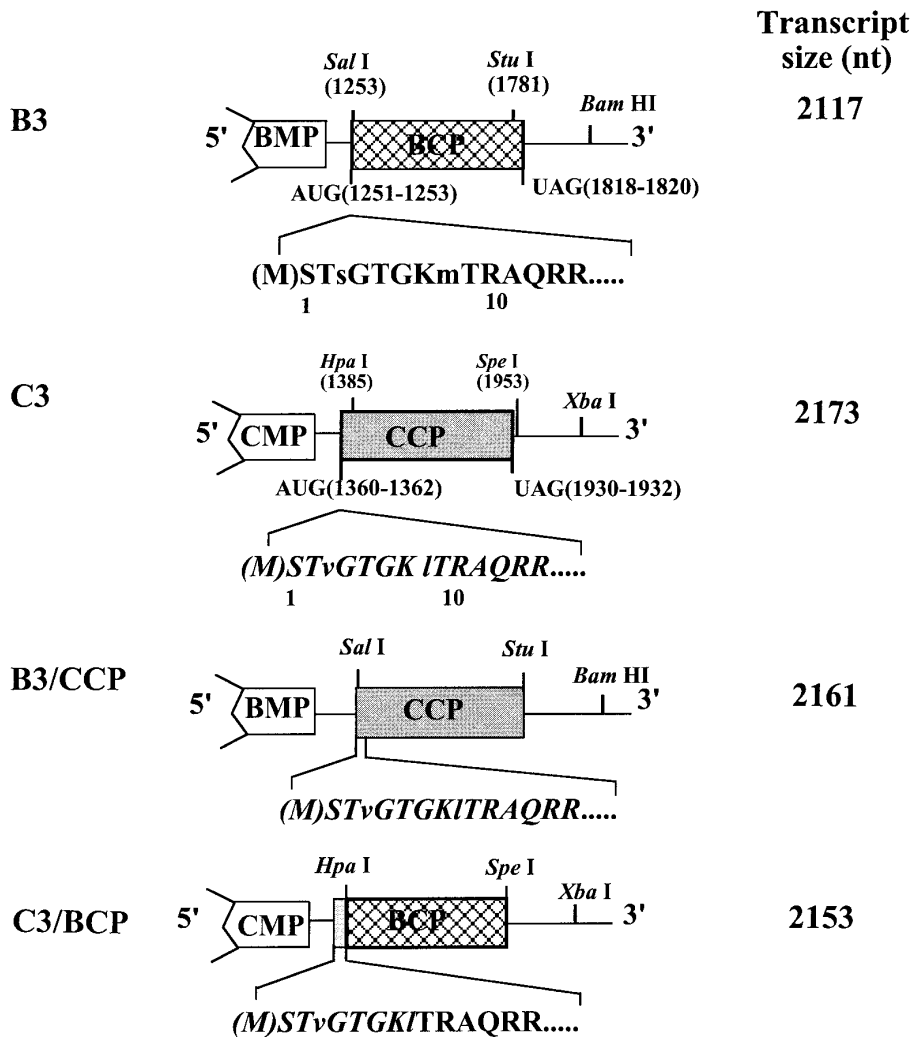 Transcript
size (nt)
B3
Sal I
(1253)
Stu I
(1781)
Bam HI
5'
BMP
BCP
3'
2117
AUG(1251-1253)
UAG(1818-1820)
(M)STsGTGKmTRAQRR.....
1
10
C3
Hpa I
(1385)
Spe I
(1953)
Xba I
5'
CMP
CCP
3'
2173
AUG(1360-1362)
UAG(1930-1932)
(M)STvGTGK lTRAQRR.....
1
10
B3/CCP
Sal I
Stu I
Bam HI
5'
BMP
CCP
3'
2161
(M)STvGTGKlTRAQRR.....
C3/BCP
Hpa I
Spe I
Xba I
5'
CMP
BCP
3'
2153
(M)STvGTGKlTRAQRR.....